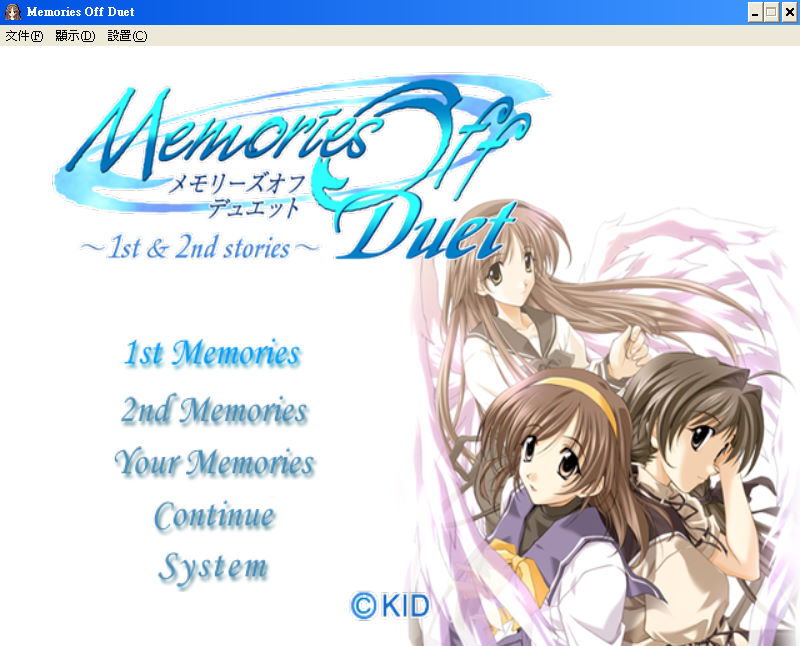 Memories Off Duet
文件(F) 顯示(D) 設置(C)
Memories Off
メモリーズオフ
デュエット
Duet
～1st & 2nd stories～
1st Memories
2nd Memories
Your Memories
Continue
System
©KID